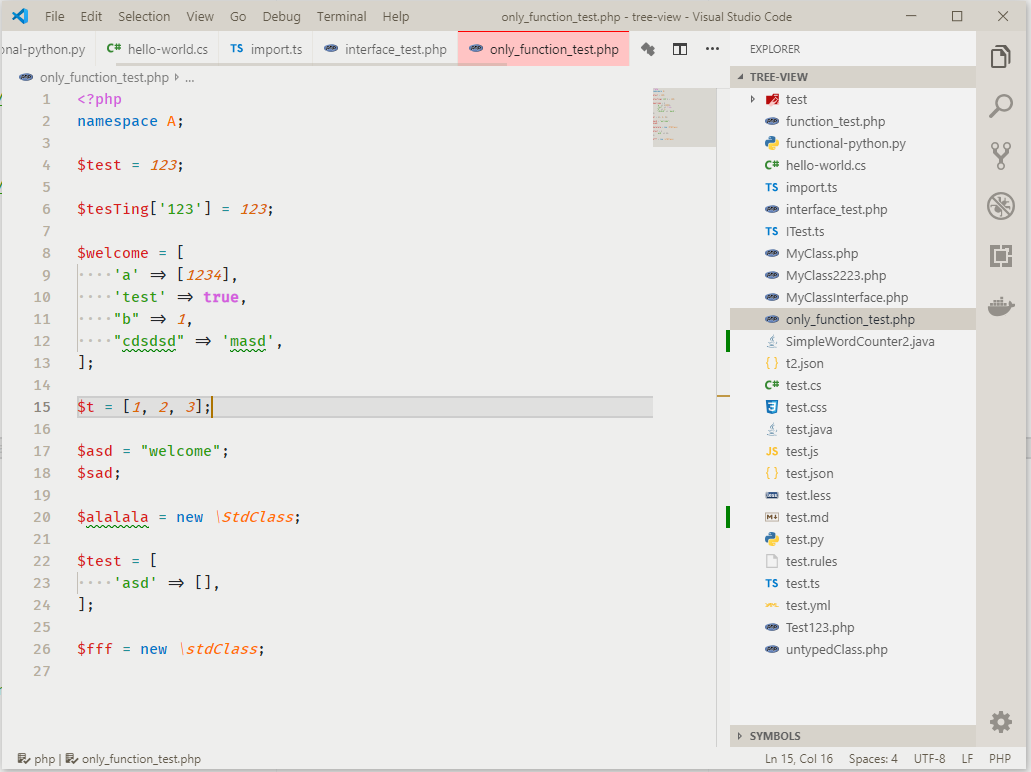 File Edit Selection View Go Debug Terminal Help only_function_test.php - tree-view - Visual Studio Code
onal-python.py C# hello-world.cs TS import.ts interface_test.php only_function_test.php
only_function_test.php ...
1 <?php
2 namespace A;
3
4 $test = 123;
5
6 $tesTing['123'] = 123;
7
8 $welcome = [
9 ····'a' => [1234],
10 ····'test' => true,
11 ····"b" => 1,
12 ····"cdsdsd" => 'masd',
13 ];
14
15 $t = [1, 2, 3];
16
17 $asd = "welcome";
18 $sad;
19
20 $alalala = new \StdClass;
21
22 $test = [
23 ····'asd' => [],
24 ];
25
26 $fff = new \stdClass;
27
EXPLORER
TREE-VIEW
test
function_test.php
functional-python.py
C# hello-world.cs
TS import.ts
interface_test.php
TS ITest.ts
MyClass.php
MyClass2223.php
MyClassInterface.php
only_function_test.php
SimpleWordCounter2.java
{ } t2.json
C# test.cs
test.css
test.java
JS test.js
{ } test.json
test.less
M↓ test.md
test.py
test.rules
TS test.ts
test.yml
Test123.php
untypedClass.php
SYMBOLS
php | only_function_test.php Ln 15, Col 16 Spaces: 4 UTF-8 LF PHP